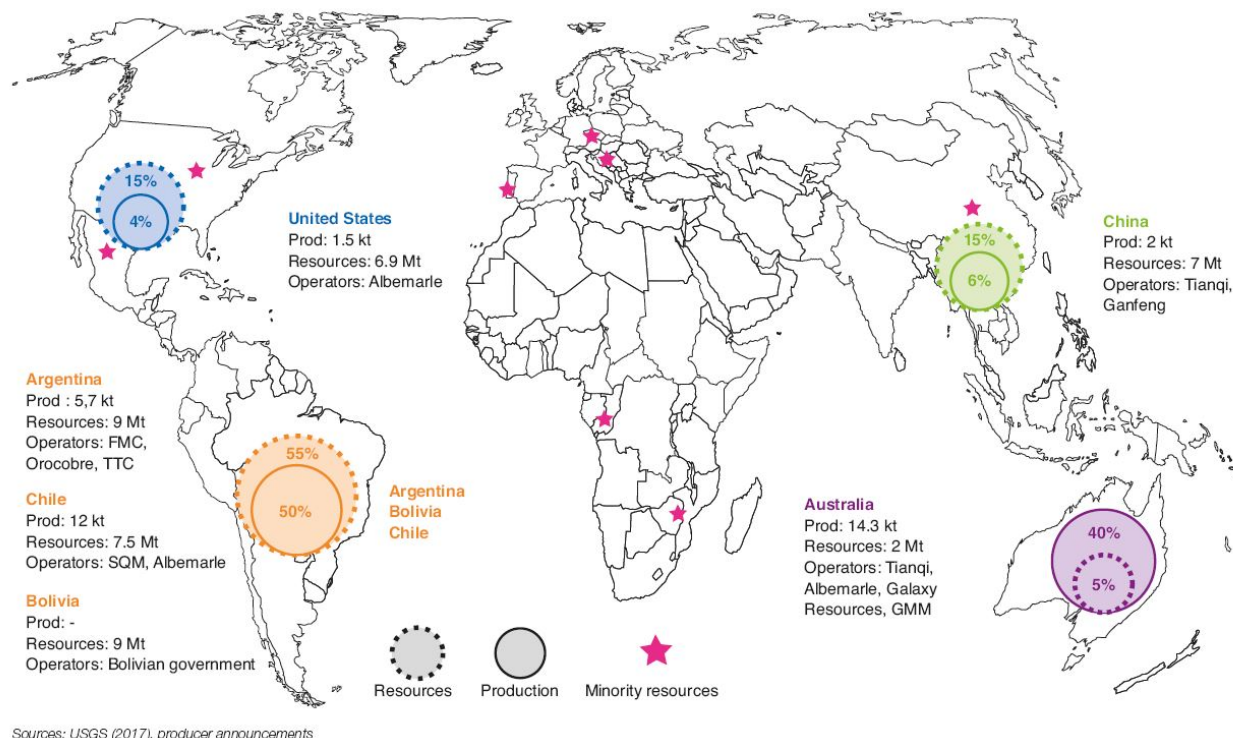 15%
4%
United States
Prod: 1.5 kt
Resources: 6.9 Mt
Operators: Albemarle
China
Prod: 2 kt
Resources: 7 Mt
Operators: Tianqi,
Ganfeng
15%
6%
Argentina
Prod : 5,7 kt
Resources: 9 Mt
Operators: FMC,
Orocobre, TTC
Chile
Prod: 12 kt
Resources: 7.5 Mt
Operators: SQM, Albemarle
Bolivia
Prod: -
Resources: 9 Mt
Operators: Bolivian government
55%
50%
Argentina
Bolivia
Chile
Australia
Prod: 14.3 kt
Resources: 2 Mt
Operators: Tianqi,
Albemarle, Galaxy
Resources, GMM
40%
5%
Resources
Production
Minority resources
Sources: USGS (2017), producer announcements